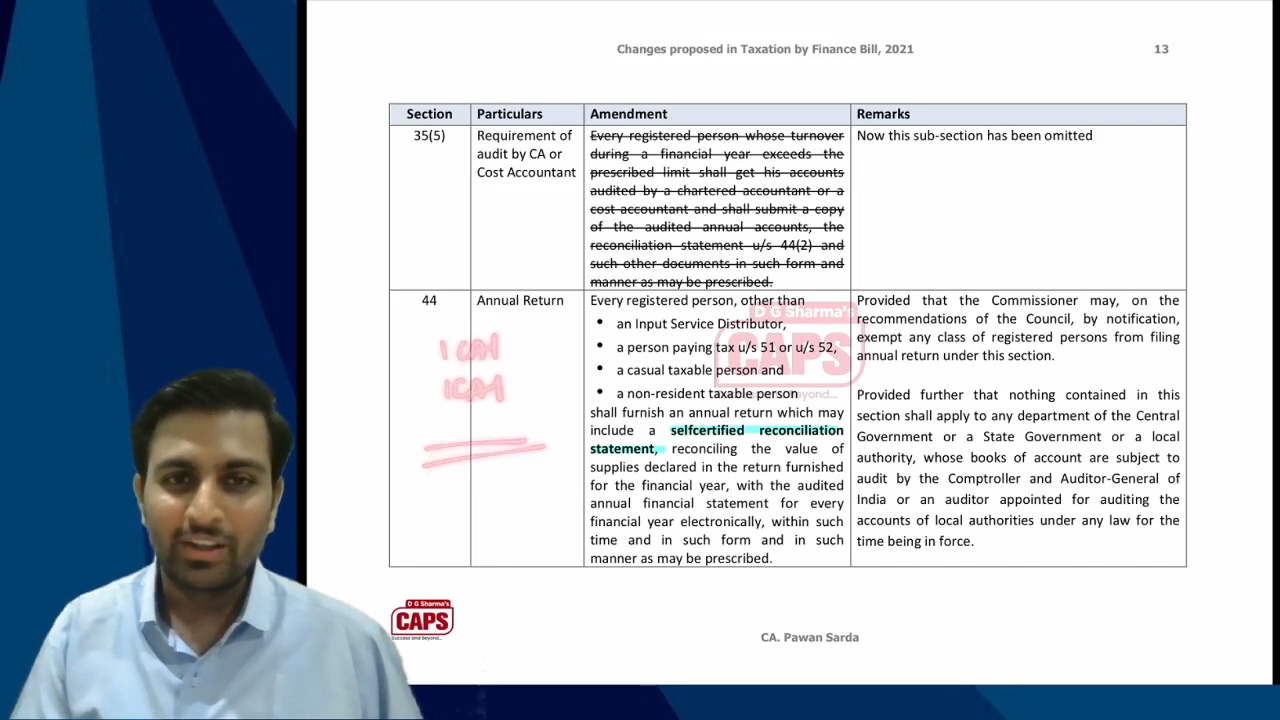 Changes proposed in Taxation by Finance Bill, 2021
13
Section
Particulars
Amendment
Remarks
35(5)
Requirement of
audit by CA or
Cost Accountant
Every registered person whose turnover
during a financial year exceeds the
prescribed limit shall get his accounts
audited by a chartered accountant or a
cost accountant and shall submit a copy
of the audited annual accounts, the
reconciliation statement u/s 44(2) and
such other documents in such form and
manner as may be prescribed.
Now this sub-section has been omitted
44
Annual Return
Every registered person, other than
• an Input Service Distributor,
• a person paying tax u/s 51 or u/s 52,
• a casual taxable person and
• a non-resident taxable person
shall furnish an annual return which may
include a selfcertified reconciliation
statement, reconciling the value of
supplies declared in the return furnished
for the financial year, with the audited
annual financial statement for every
financial year electronically, within such
time and in such form and in such
manner as may be prescribed.
Provided that the Commissioner may, on the
recommendations of the Council, by notification,
exempt any class of registered persons from filing
annual return under this section.
Provided further that nothing contained in this
section shall apply to any department of the Central
Government or a State Government or a local
authority, whose books of account are subject to
audit by the Comptroller and Auditor-General of
India or an auditor appointed for auditing the
accounts of local authorities under any law for the
time being in force.
D G Sharma's
CAPS
D G Sharma's
CAPS
Success and Beyond...
CA. Pawan Sarda